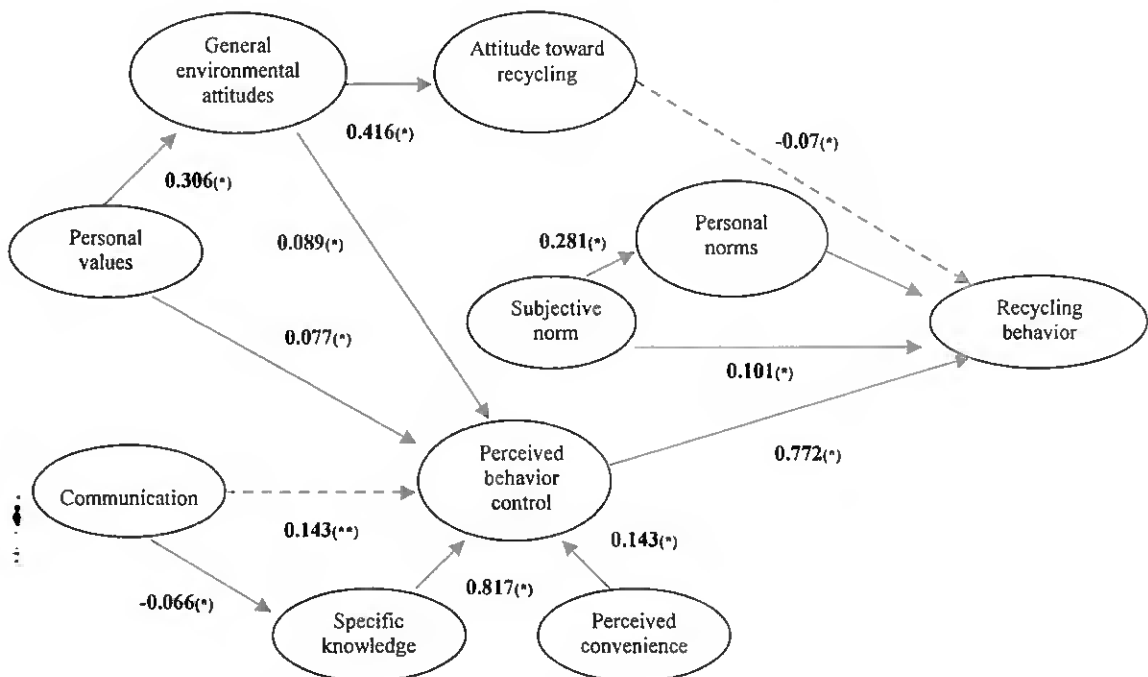 General
environmental
attitudes
Attitude toward
recycling
0.416(*)
-0.07(*)
0.306(*)
Personal
values
0.089(*)
0.281(*)
Personal
norms
Subjective
norm
Recycling
behavior
0.077(*)
0.101(*)
Perceived
behavior
control
0.772(*)
Communication
0.143(**)
0.143(*)
-0.066(*)
0.817(*)
Specific
knowledge
Perceived
convenience